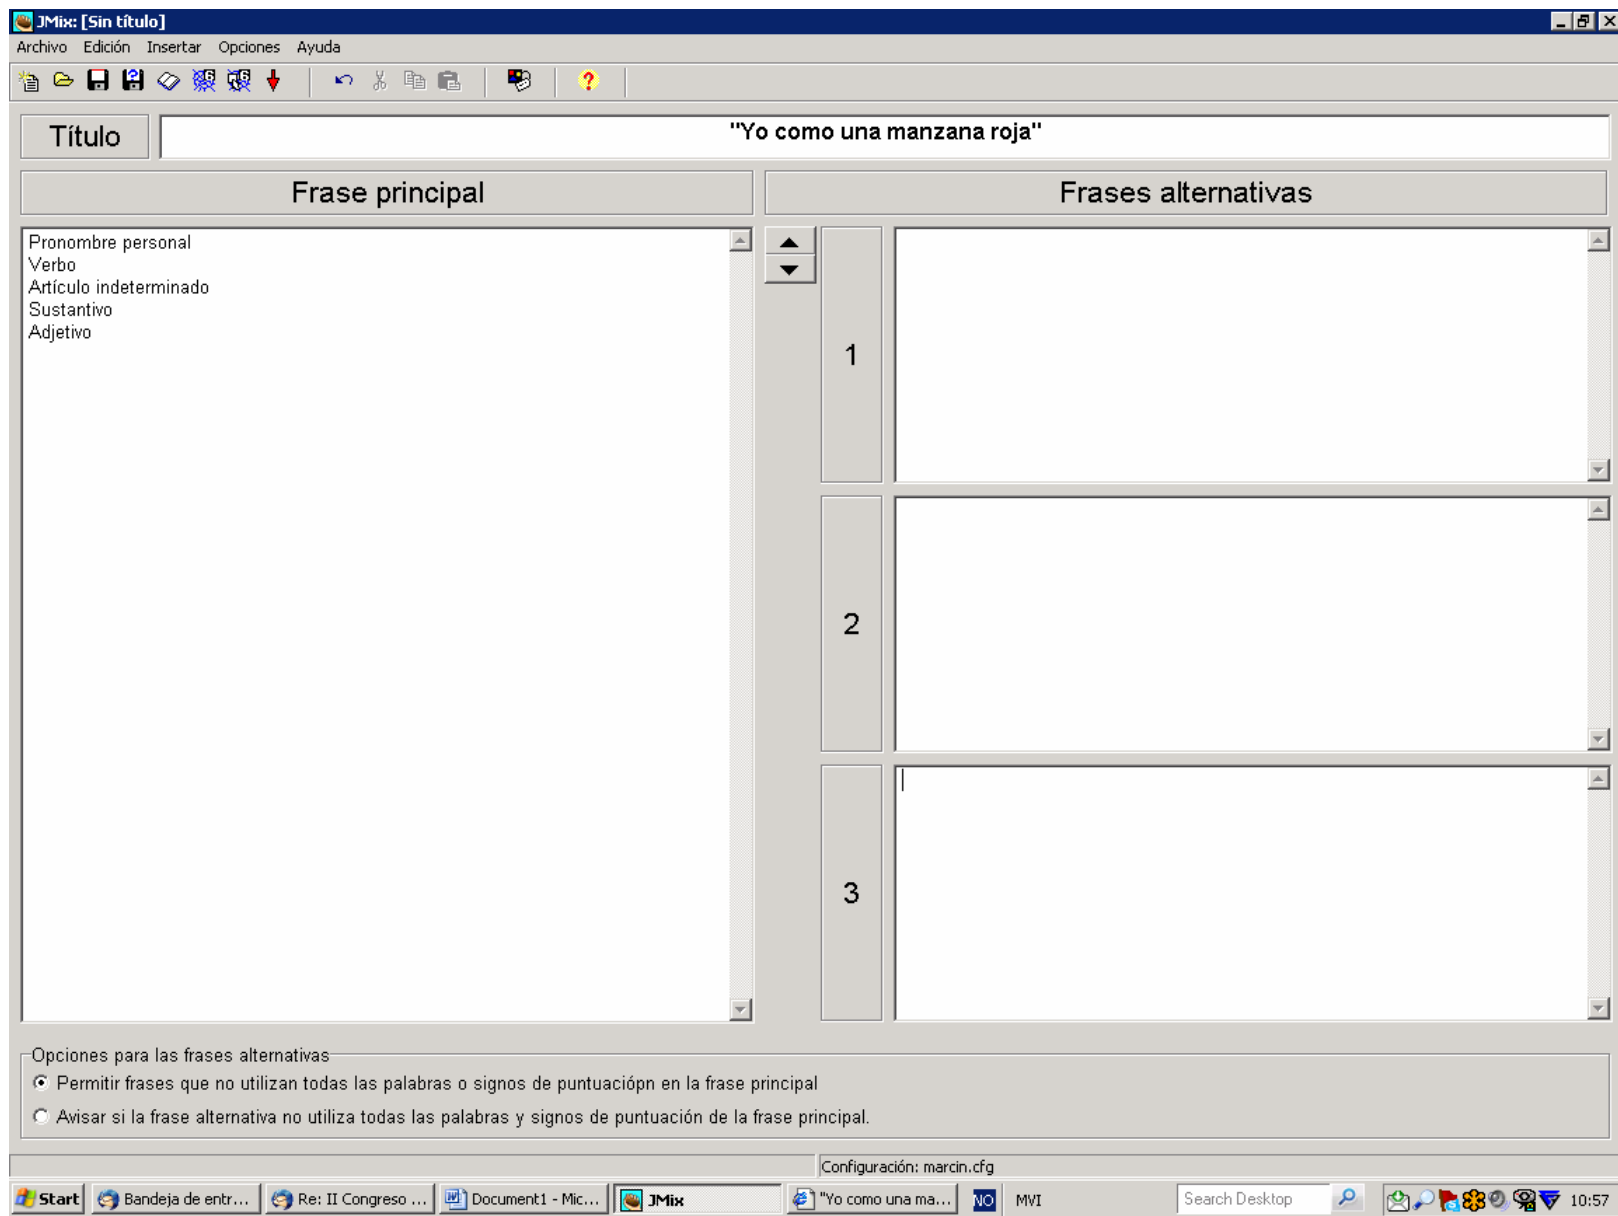 JMix: [Sin título]
Archivo Edición Insertar Opciones Ayuda
Título
"Yo como una manzana roja"
Frase principal
Frases alternativas
Pronombre personal
Verbo
Artículo indeterminado
Sustantivo
Adjetivo
1
2
3
Opciones para las frases alternativas
Permitir frases que no utilizan todas las palabras o signos de puntuaciópn en la frase principal
Avisar si la frase alternativa no utiliza todas las palabras y signos de puntuación de la frase principal.
Configuración: marcin.cfg
Start Bandeja de entr... Re: II Congreso ... Document1 - Mic... JMix "Yo como una ma... NO MVI Search Desktop 10:57